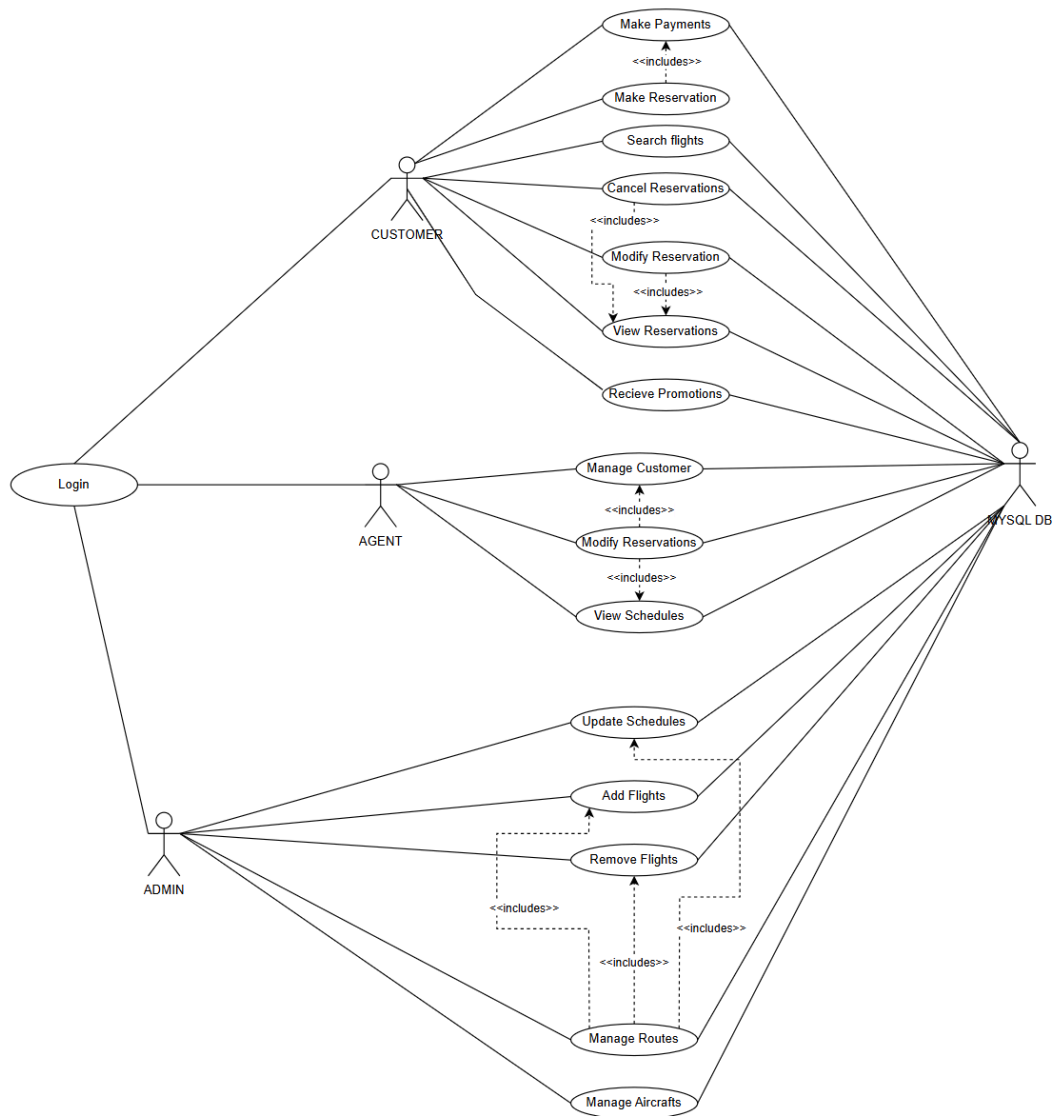 Make Payments
<<includes>>
Make Reservation
Search flights
Cancel Reservations
<<includes>>
CUSTOMER
Modify Reservation
<<includes>>
View Reservations
Recieve Promotions
Manage Customer
Login
<<includes>>
AGENT
Modify Reservations
MYSQL DB
<<includes>>
View Schedules
Update Schedules
Add Flights
Remove Flights
ADMIN
<<includes>>
<<includes>>
<<includes>>
Manage Routes
Manage Aircrafts